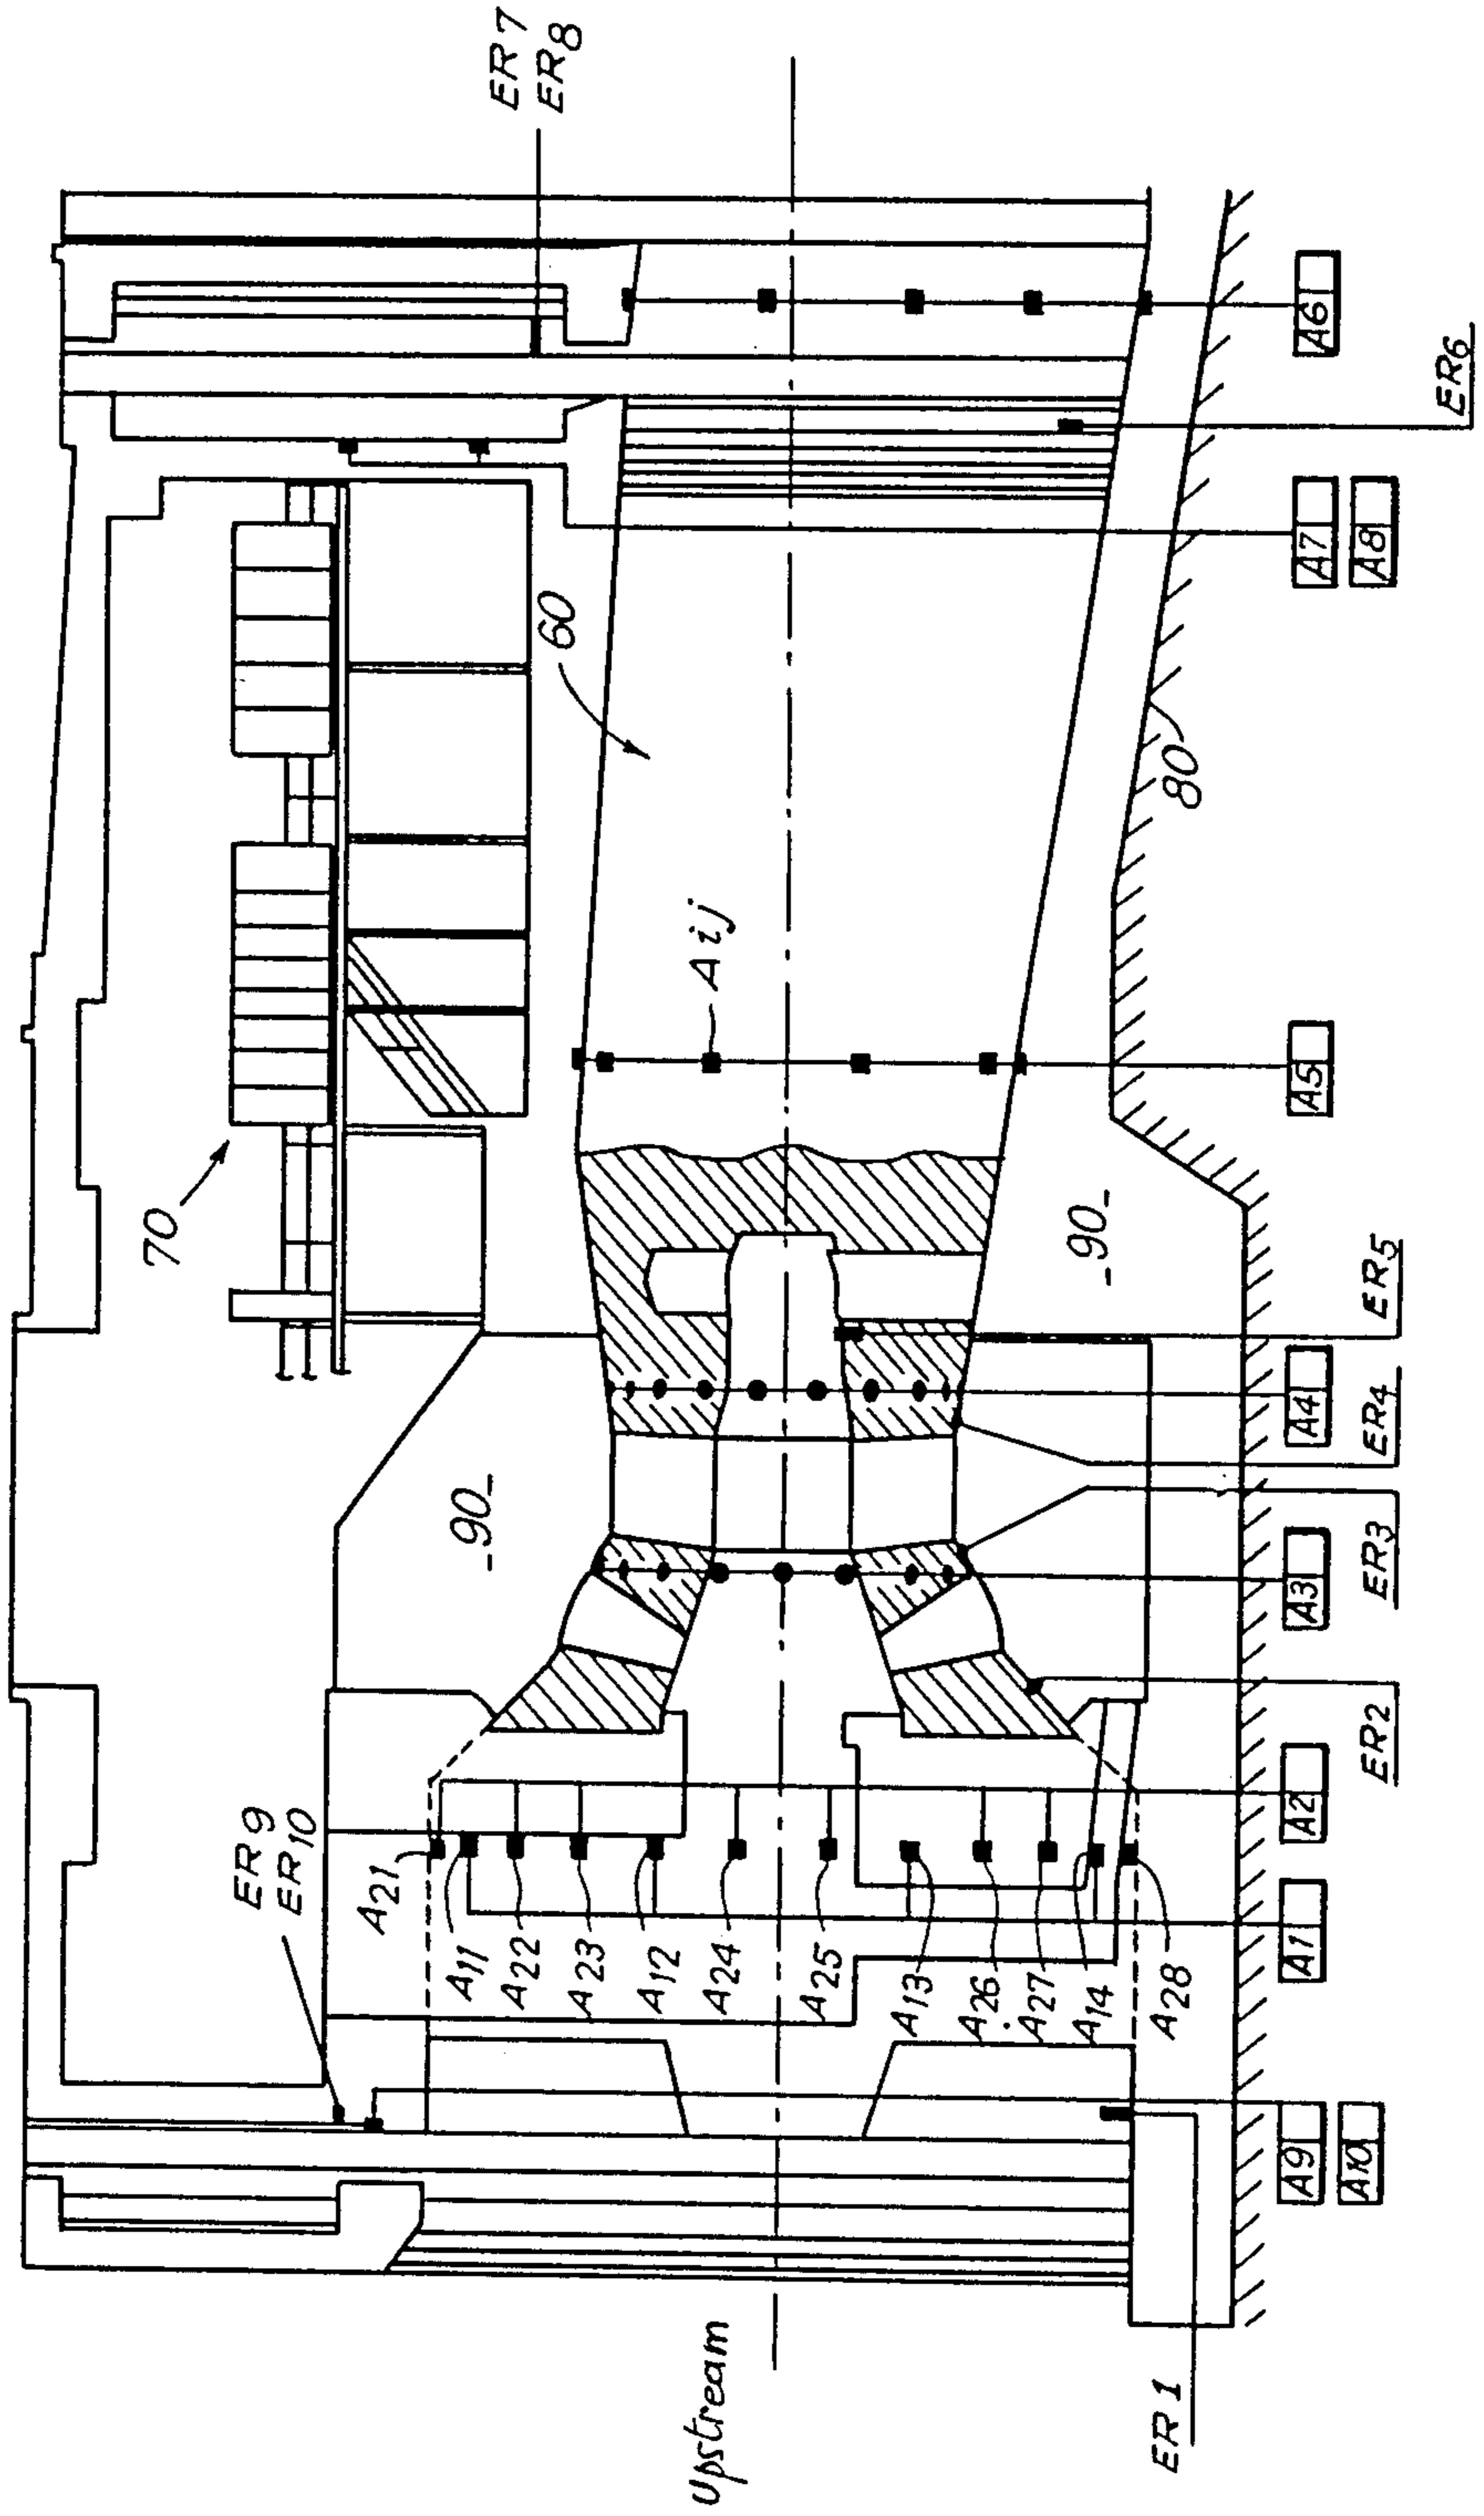 ER7
ER8
A6
ER6
A7
A8
60
80
Aij
A5
70
-90-
ER5
A4
ER4
-90-
ER3
A3
ER2
A2
ER9
ER10
A21
A11
A22
A23
A12
A24
A25
A13
A26
A27
A14
A28
A1
A9
A10
Upstream
ER1